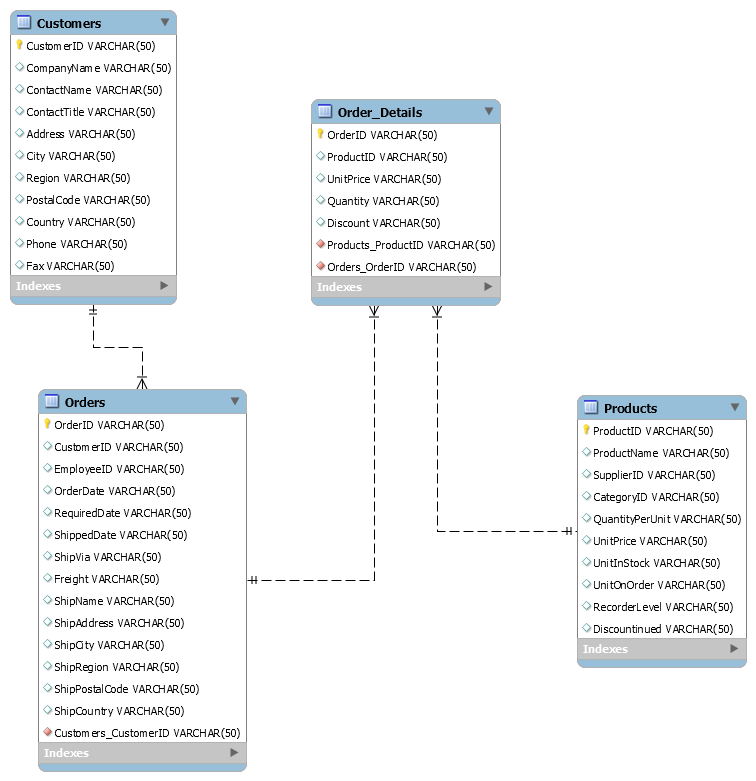 Customers
CustomerID VARCHAR(50)
CompanyName VARCHAR(50)
ContactName VARCHAR(50)
ContactTitle VARCHAR(50)
Address VARCHAR(50)
City VARCHAR(50)
Region VARCHAR(50)
PostalCode VARCHAR(50)
Country VARCHAR(50)
Phone VARCHAR(50)
Fax VARCHAR(50)
Indexes
Order_Details
OrderID VARCHAR(50)
ProductID VARCHAR(50)
UnitPrice VARCHAR(50)
Quantity VARCHAR(50)
Discount VARCHAR(50)
Products_ProductID VARCHAR(50)
Orders_OrderID VARCHAR(50)
Indexes
Orders
OrderID VARCHAR(50)
CustomerID VARCHAR(50)
EmployeeID VARCHAR(50)
OrderDate VARCHAR(50)
RequiredDate VARCHAR(50)
ShippedDate VARCHAR(50)
ShipVia VARCHAR(50)
Freight VARCHAR(50)
ShipName VARCHAR(50)
ShipAddress VARCHAR(50)
ShipCity VARCHAR(50)
ShipRegion VARCHAR(50)
ShipPostalCode VARCHAR(50)
ShipCountry VARCHAR(50)
Customers_CustomerID VARCHAR(50)
Indexes
Products
ProductID VARCHAR(50)
ProductName VARCHAR(50)
SupplierID VARCHAR(50)
CategoryID VARCHAR(50)
QuantityPerUnit VARCHAR(50)
UnitPrice VARCHAR(50)
UnitInStock VARCHAR(50)
UnitOnOrder VARCHAR(50)
RecorderLevel VARCHAR(50)
Discountinued VARCHAR(50)
Indexes